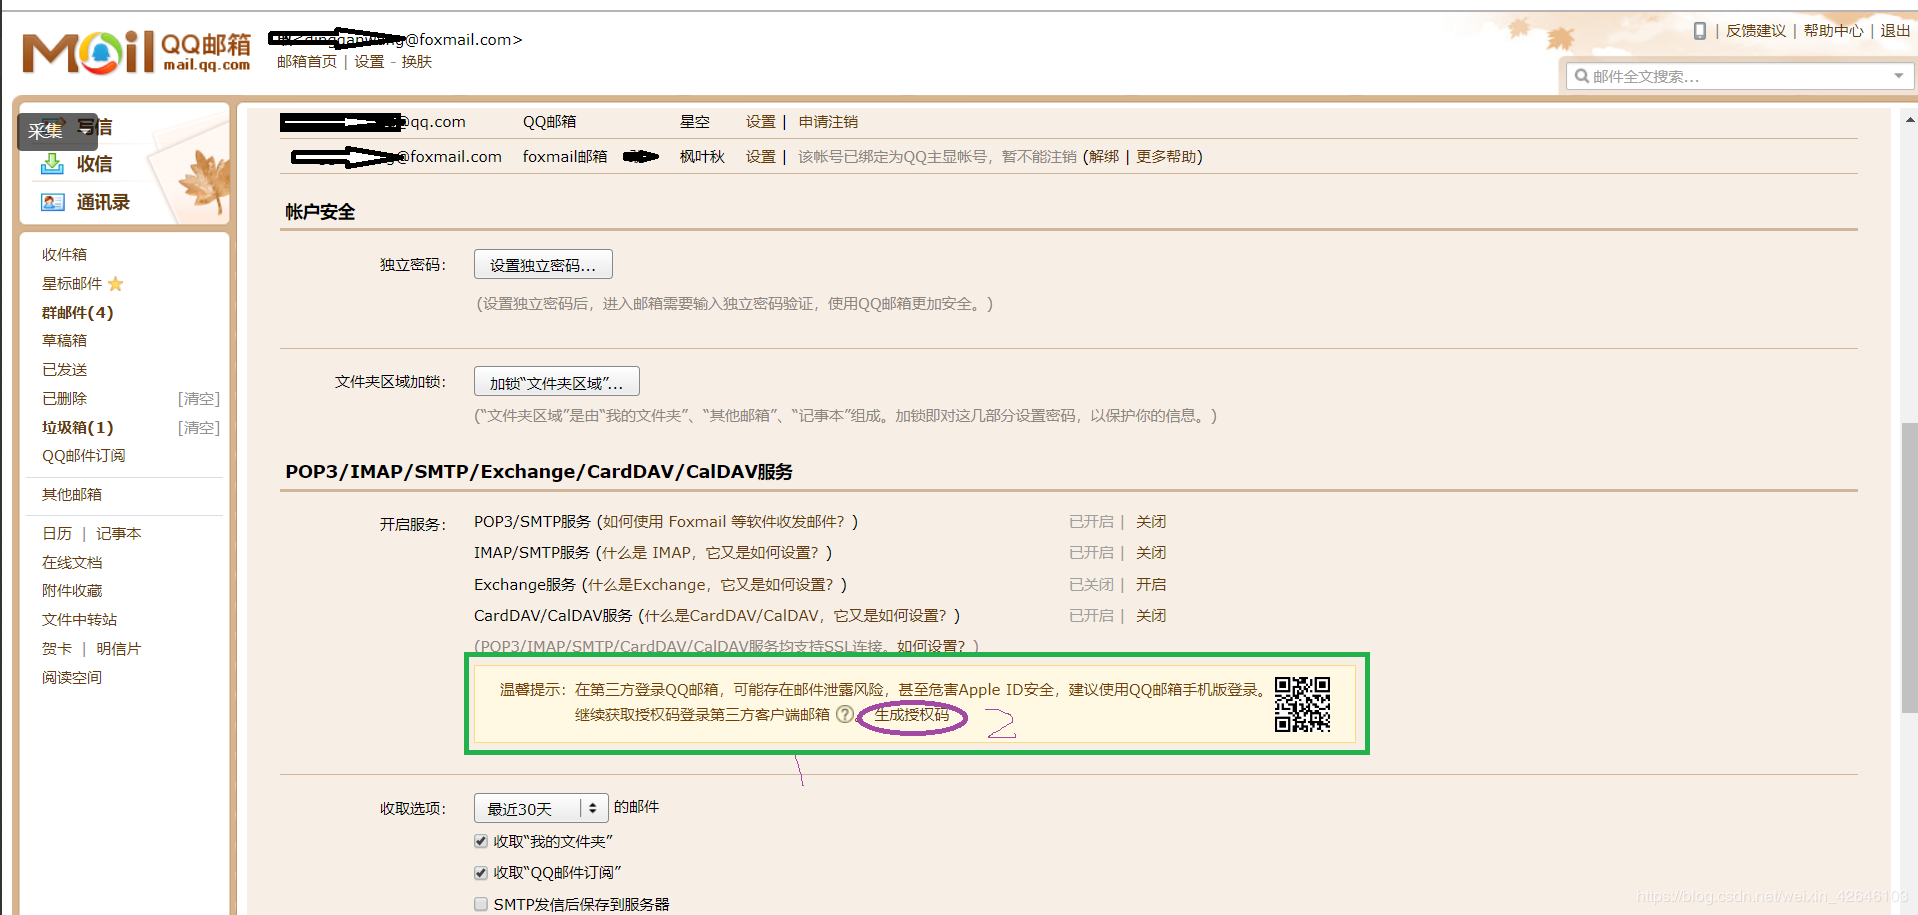 MOil QQ邮箱 mail.qq.com
@foxmail.com>
邮箱首页 | 设置 - 换肤
| 反馈建议 | 帮助中心 | 退出
邮件全文搜索...
采集
写信
收信
通讯录
收件箱
星标邮件
群邮件(4)
草稿箱
已发送
已删除 [清空]
垃圾箱(1) [清空]
QQ邮件订阅
其他邮箱
日历 | 记事本
在线文档
附件收藏
文件中转站
贺卡 | 明信片
阅读空间
@qq.com QQ邮箱 星空 设置 | 申请注销
@foxmail.com foxmail邮箱 枫叶秋 设置 | 该帐号已绑定为QQ主显帐号，暂不能注销 (解绑 | 更多帮助)
帐户安全
独立密码： 设置独立密码...
(设置独立密码后，进入邮箱需要输入独立密码验证，使用QQ邮箱更加安全。)
文件夹区域加锁： 加锁“文件夹区域”...
(“文件夹区域”是由“我的文件夹”、“其他邮箱”、“记事本”组成。加锁即对这几部分设置密码，以保护你的信息。)
POP3/IMAP/SMTP/Exchange/CardDAV/CalDAV服务
开启服务： POP3/SMTP服务 (如何使用 Foxmail 等软件收发邮件？) 已开启 | 关闭
IMAP/SMTP服务 (什么是 IMAP，它又是如何设置？) 已开启 | 关闭
Exchange服务 (什么是Exchange，它又是如何设置？) 已关闭 | 开启
CardDAV/CalDAV服务 (什么是CardDAV/CalDAV，它又是如何设置？) 已开启 | 关闭
(POP3/IMAP/SMTP/CardDAV/CalDAV服务均支持SSL连接。如何设置？)
温馨提示：在第三方登录QQ邮箱，可能存在邮件泄露风险，甚至危害Apple ID安全，建议使用QQ邮箱手机版登录。
继续获取授权码登录第三方客户端邮箱 ? 。生成授权码 2
1
收取选项： 最近30天 的邮件
收取“我的文件夹”
收取“QQ邮件订阅”
SMTP发信后保存到服务器
https://blog.csdn.net/weixin_42646103